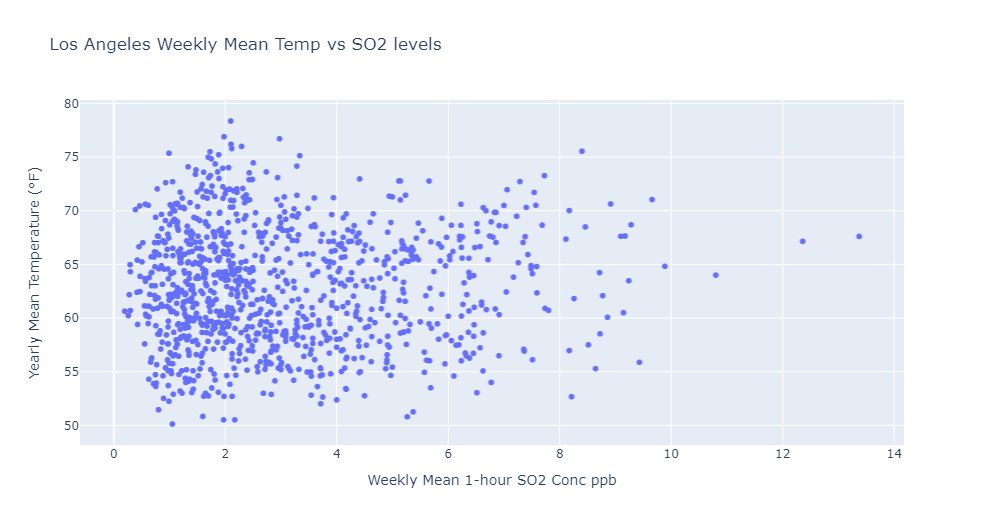 Los Angeles Weekly Mean Temp vs SO2 levels
80
75
70
65
60
55
50
Yearly Mean Temperature (°F)
0 2 4 6 8 10 12 14
Weekly Mean 1-hour SO2 Conc ppb